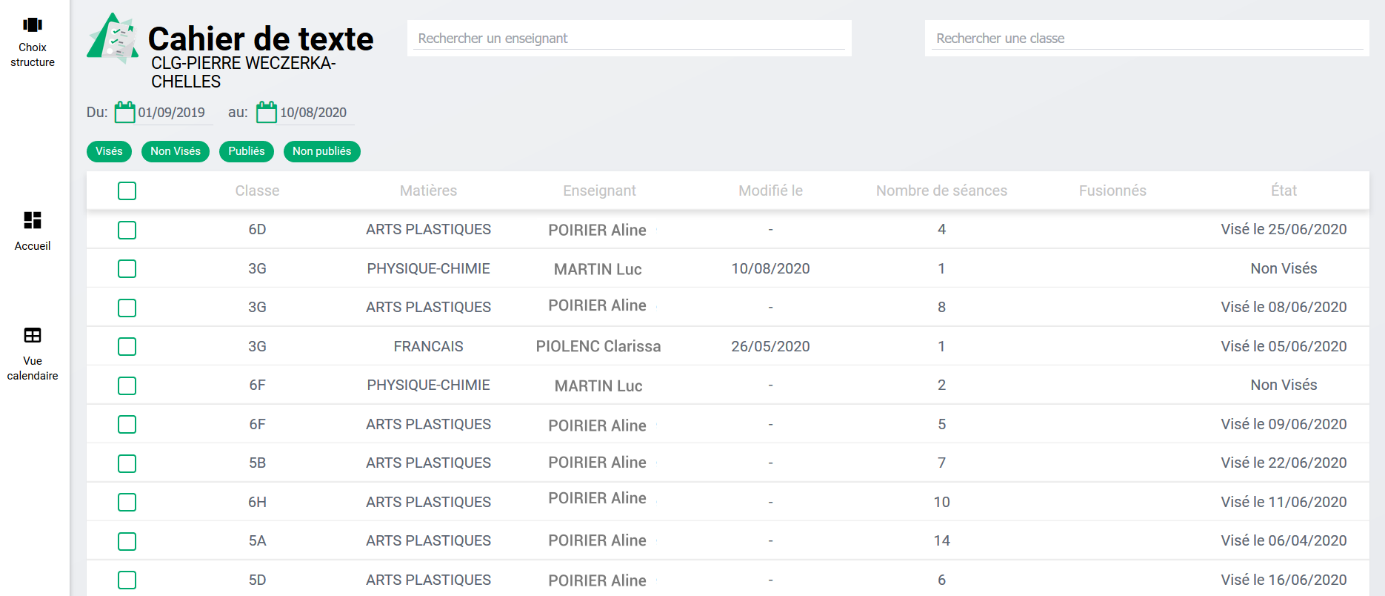 Choix
structure
Accueil
Vue
calendaire
Cahier de texte
CLG-PIERRE WECZERKA-
CHELLES
Rechercher un enseignant
Rechercher une classe
Du: 01/09/2019 au: 10/08/2020
Visés Non Visés Publiés Non publiés
Classe Matières Enseignant Modifié le Nombre de séances Fusionnés État
6D ARTS PLASTIQUES POIRIER Aline - 4 Visé le 25/06/2020
3G PHYSIQUE-CHIMIE MARTIN Luc 10/08/2020 1 Non Visés
3G ARTS PLASTIQUES POIRIER Aline - 8 Visé le 08/06/2020
3G FRANCAIS PIOLENC Clarissa 26/05/2020 1 Visé le 05/06/2020
6F PHYSIQUE-CHIMIE MARTIN Luc - 2 Non Visés
6F ARTS PLASTIQUES POIRIER Aline - 5 Visé le 09/06/2020
5B ARTS PLASTIQUES POIRIER Aline - 7 Visé le 22/06/2020
6H ARTS PLASTIQUES POIRIER Aline - 10 Visé le 11/06/2020
5A ARTS PLASTIQUES POIRIER Aline - 14 Visé le 06/04/2020
5D ARTS PLASTIQUES POIRIER Aline - 6 Visé le 16/06/2020